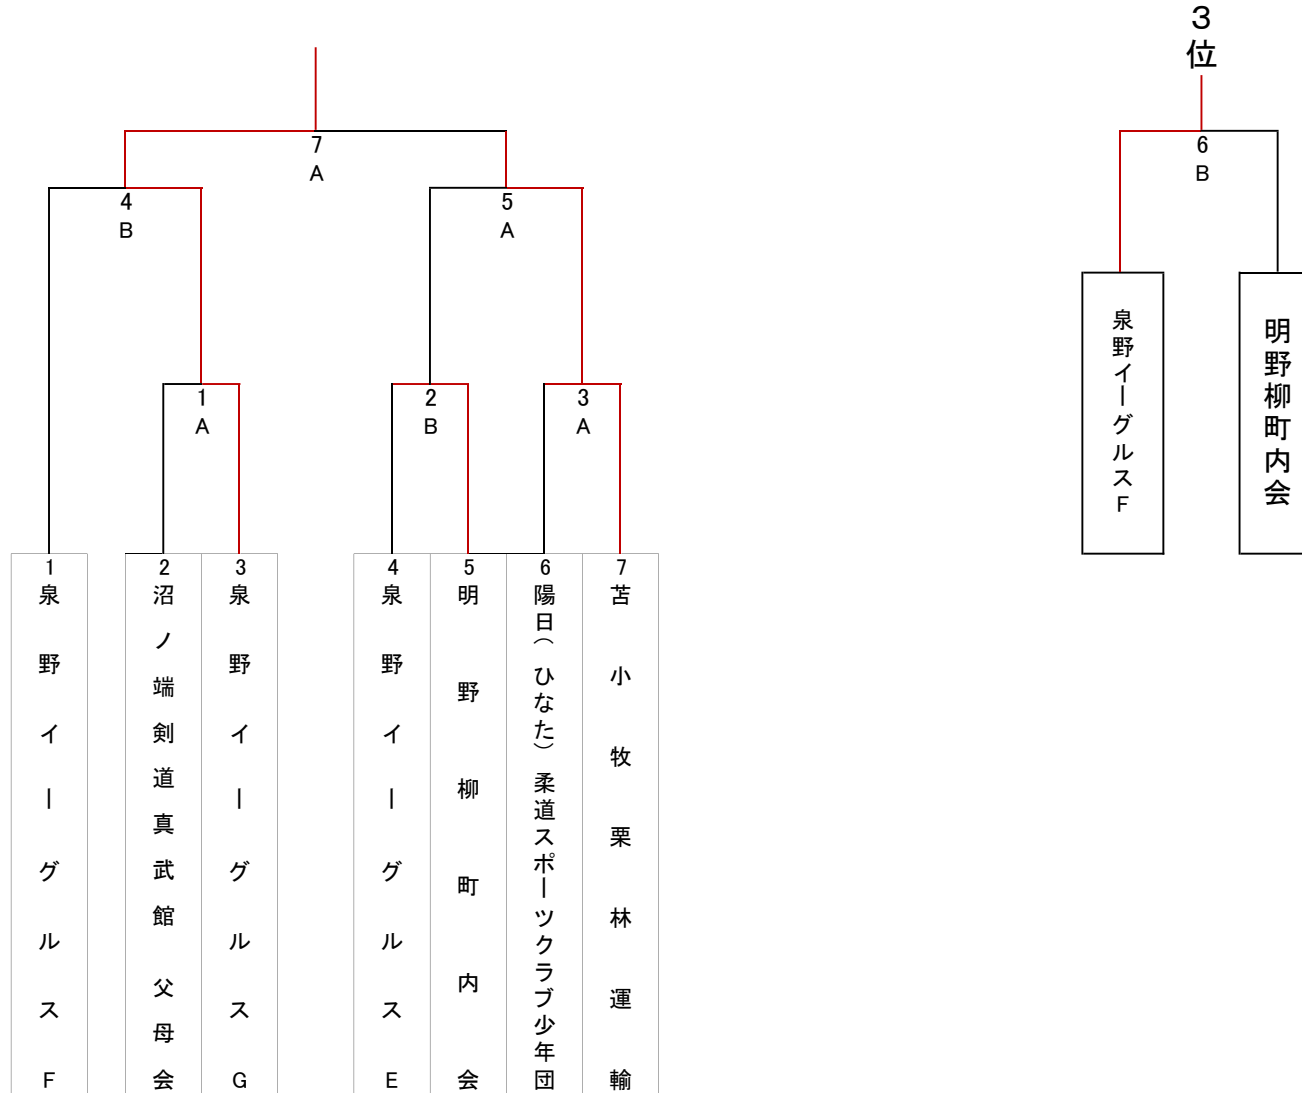 3位
7
A
6
B
4
B
5
A
1
A
2
B
3
A
泉野イーグルスF
明野柳町内会
1
泉野イーグルスF
2
沼ノ端剣道真武館 父母会
3
泉野イーグルスG
4
泉野イーグルスE
5
明野柳町内会
6
陽日(ひなた)柔道スポーツクラブ少年団
7
苫小牧栗林運輸